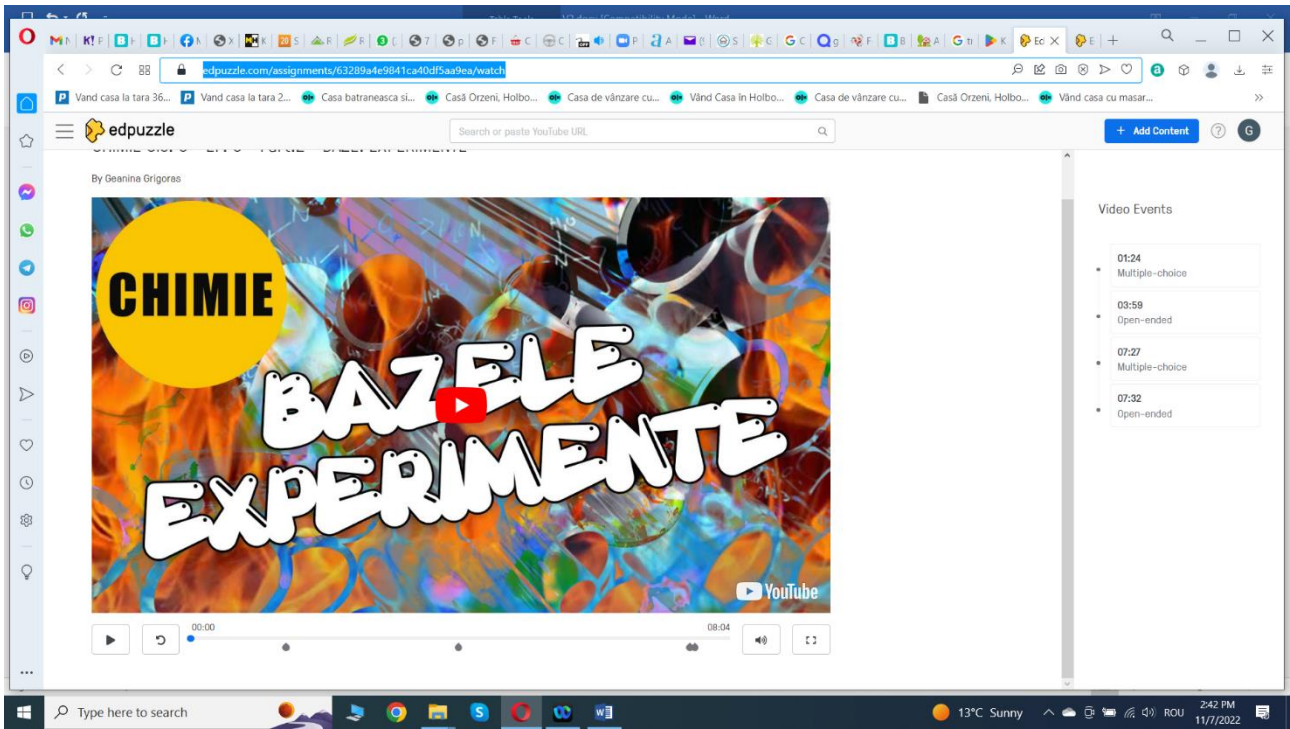 edpuzzle.com/assignments/63289a4e9841ca40df5aa9ea/watch
Vand casa la tara 36...
Vand casa la tara 2...
Casa batraneasca si...
Casă Orzeni, Holbo...
Casa de vânzare cu...
Vând Casa în Holbo...
Casa de vânzare cu...
Casă Orzeni, Holbo...
Vând casa cu masar...
edpuzzle
Search or paste YouTube URL
+ Add Content
G
By Geanina Grigoras
CHIMIE
BAZELE
EXPERIMENTE
YouTube
00:00
08:04
Video Events
01:24
Multiple-choice
03:59
Open-ended
07:27
Multiple-choice
07:32
Open-ended
Type here to search
13°C Sunny
ROU
2:42 PM
11/7/2022